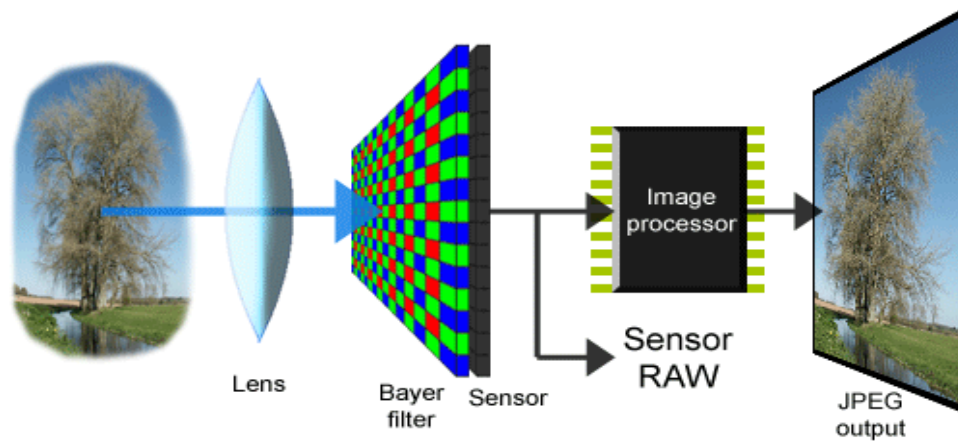 Lens
Bayer
filter
Sensor
Image
processor
Sensor
RAW
JPEG
output